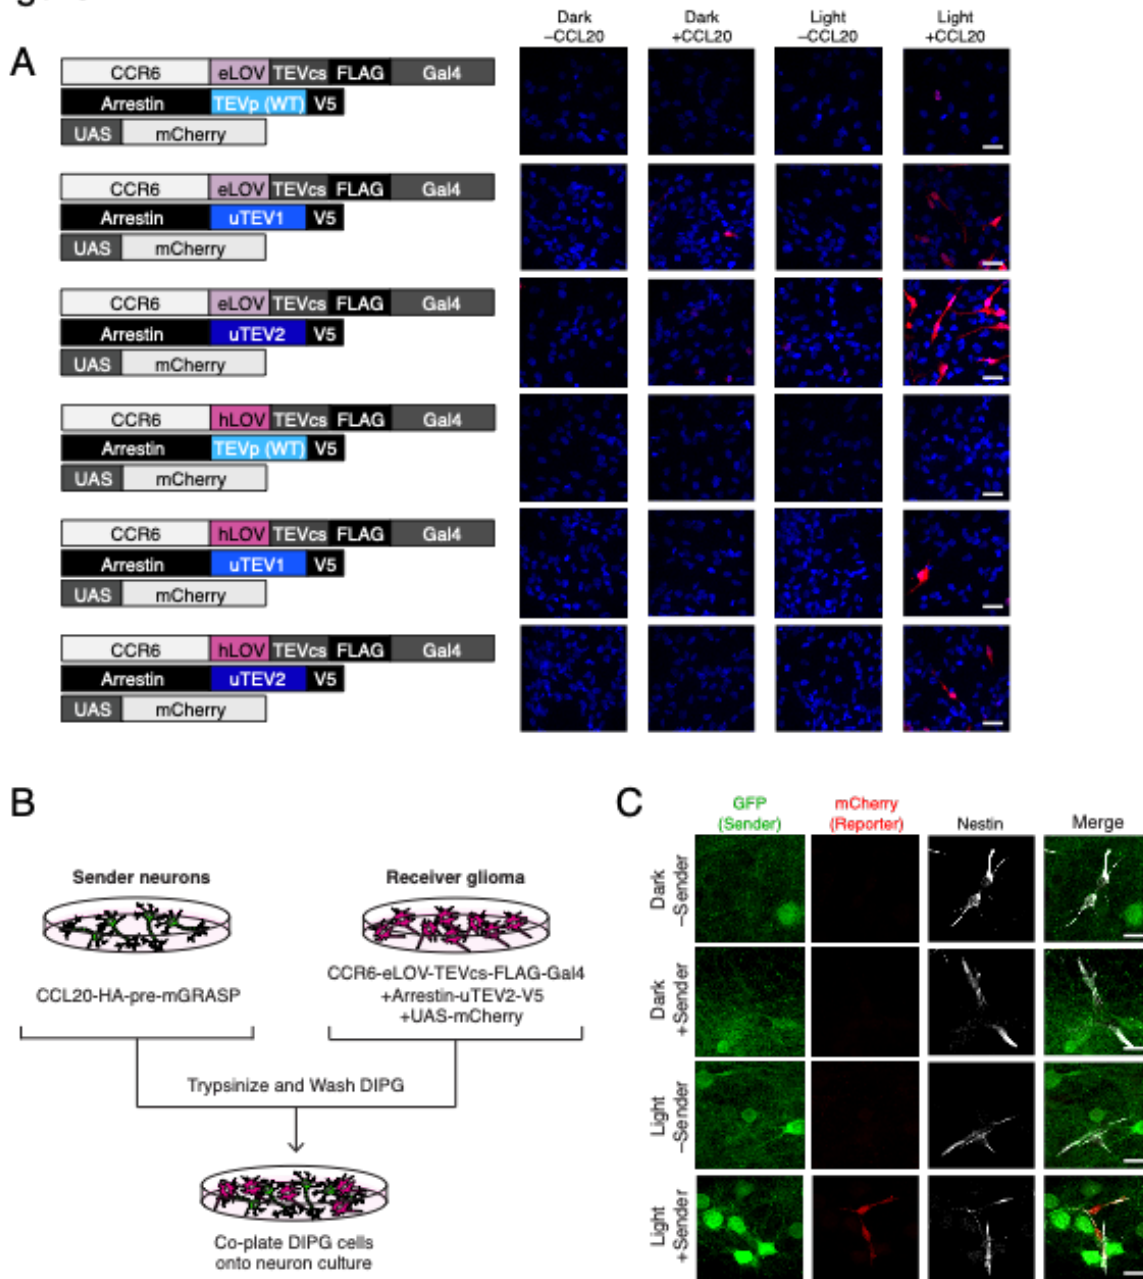 Dark
–CCL20
Dark
+CCL20
Light
–CCL20
Light
+CCL20
A
CCR6 eLOV TEVcs FLAG Gal4
Arrestin TEVp (WT) V5
UAS mCherry
CCR6 eLOV TEVcs FLAG Gal4
Arrestin uTEV1 V5
UAS mCherry
CCR6 eLOV TEVcs FLAG Gal4
Arrestin uTEV2 V5
UAS mCherry
CCR6 hLOV TEVcs FLAG Gal4
Arrestin TEVp (WT) V5
UAS mCherry
CCR6 hLOV TEVcs FLAG Gal4
Arrestin uTEV1 V5
UAS mCherry
CCR6 hLOV TEVcs FLAG Gal4
Arrestin uTEV2 V5
UAS mCherry
B
Sender neurons
Receiver glioma
CCL20-HA-pre-mGRASP
CCR6-eLOV-TEVcs-FLAG-Gal4
+Arrestin-uTEV2-V5
+UAS-mCherry
Trypsinize and Wash DIPG
Co-plate DIPG cells
onto neuron culture
C
GFP
(Sender)
mCherry
(Reporter)
Nestin
Merge
Dark
–Sender
Dark
+Sender
Light
–Sender
Light
+Sender